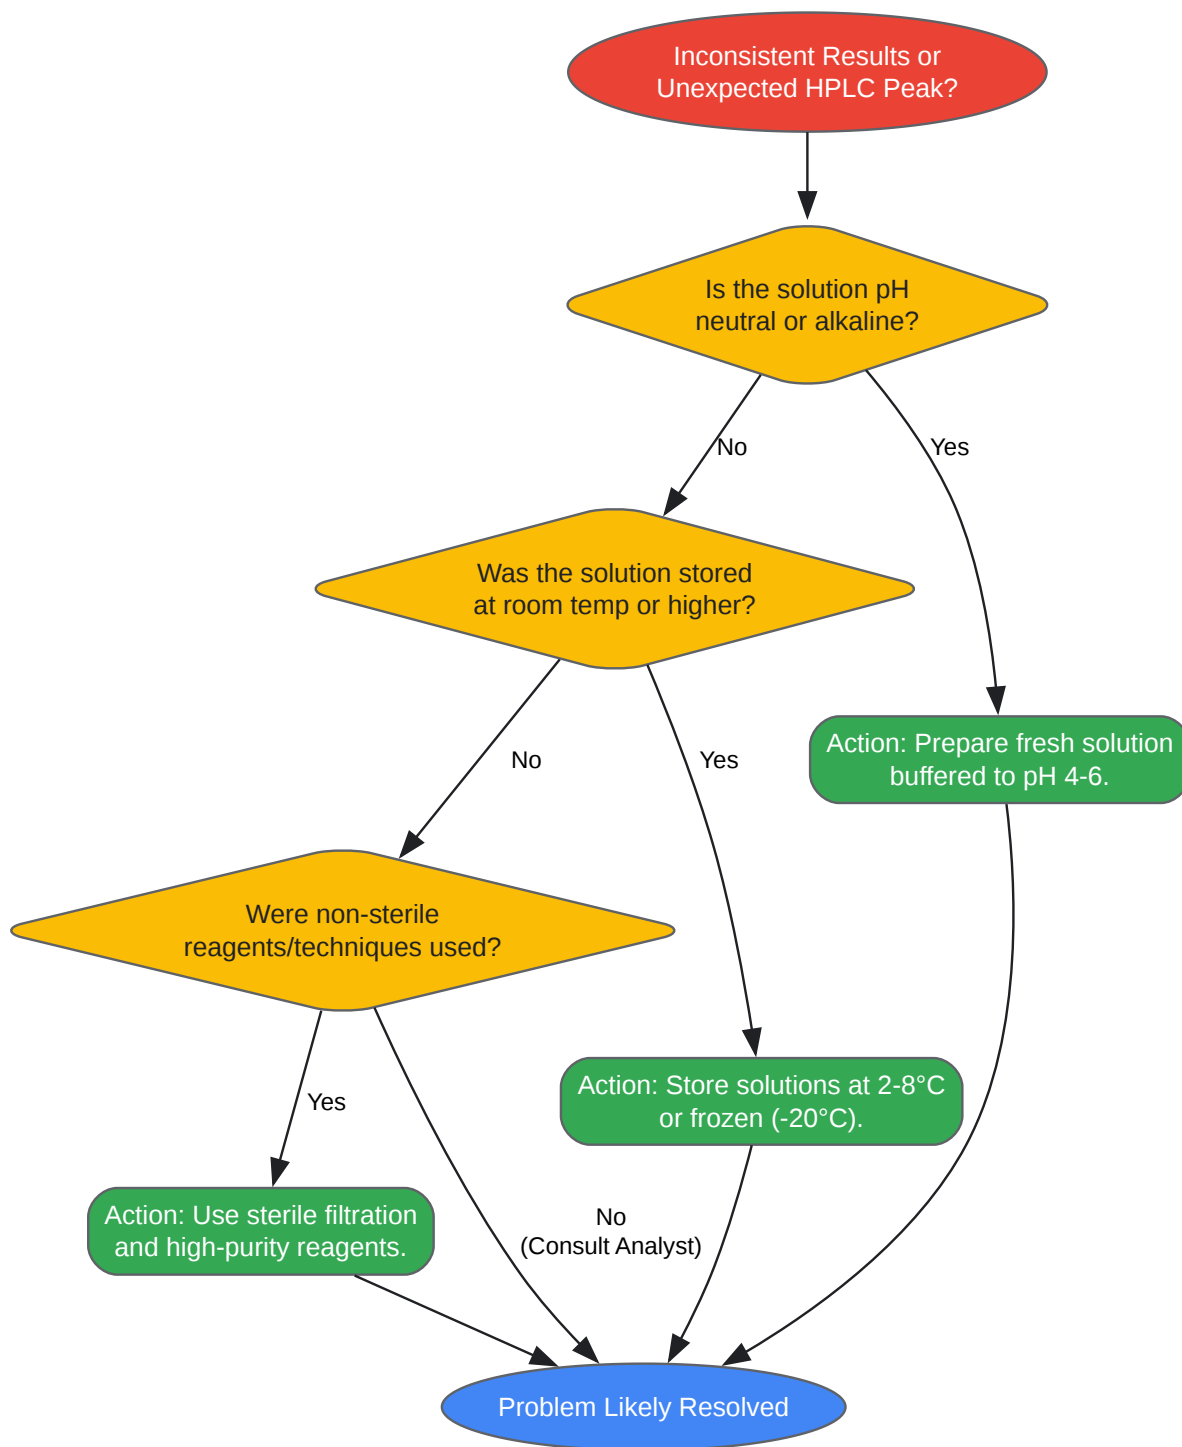 Inconsistent Results or
Unexpected HPLC Peak?
Is the solution pH
neutral or alkaline?
No
Yes
Was the solution stored
at room temp or higher?
No
Yes
Action: Prepare fresh solution
buffered to pH 4-6.
Were non-sterile
reagents/techniques used?
Yes
No
(Consult Analyst)
Action: Store solutions at 2-8°C
or frozen (-20°C).
Action: Use sterile filtration
and high-purity reagents.
Problem Likely Resolved